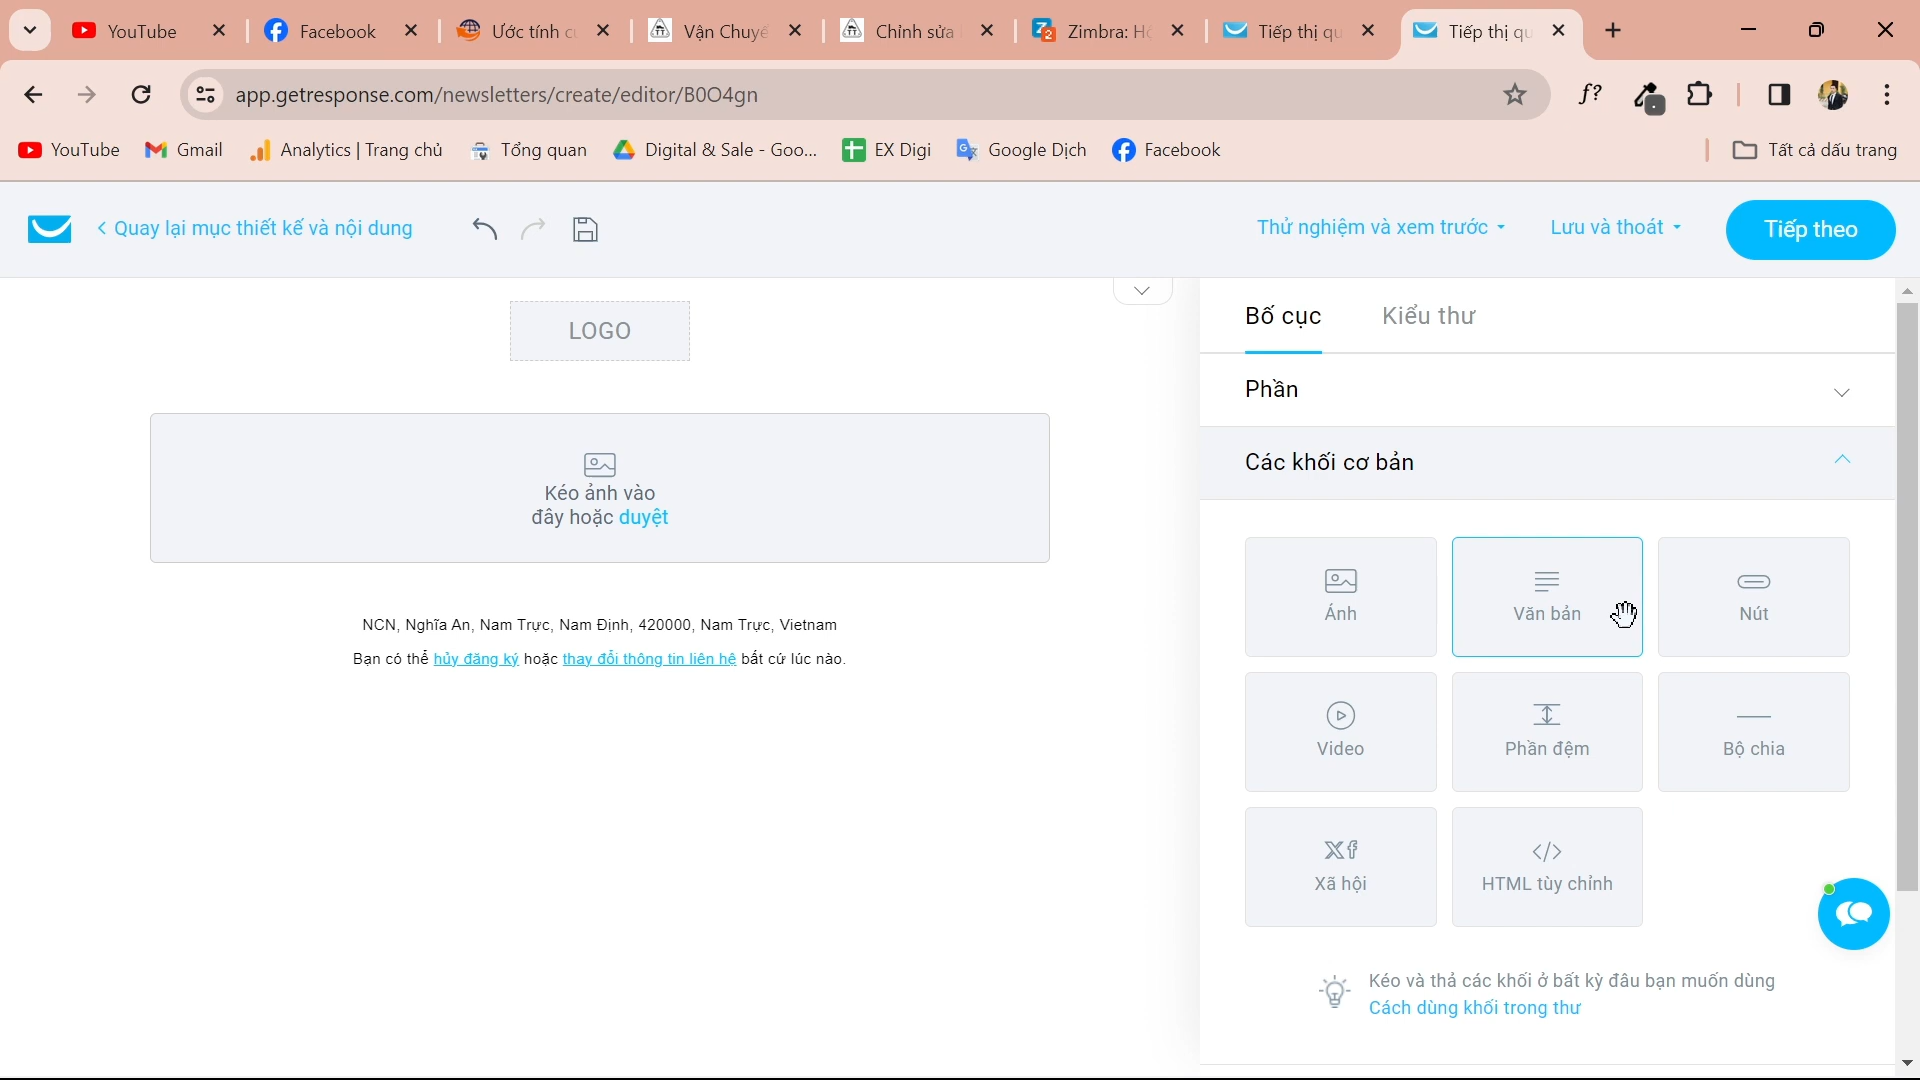 YouTube
Facebook
Ước tính cu
Vận Chuyể
Chỉnh sửa
Zimbra: Hộ
Tiếp thị qu
Tiếp thị qu
app.getresponse.com/newsletters/create/editor/B0O4gn
f?
YouTube
Gmail
Analytics | Trang chủ
Tổng quan
Digital & Sale - Goo...
EX Digi
Google Dịch
Facebook
Tất cả dấu trang
Quay lại mục thiết kế và nội dung
Thử nghiệm và xem trước
Lưu và thoát
Tiếp theo
LOGO
Bố cục
Kiểu thư
Phần
Kéo ảnh vào
đây hoặc duyệt
Các khối cơ bản
Ảnh
Văn bản
Nút
NCN, Nghĩa An, Nam Trực, Nam Định, 420000, Nam Trực, Vietnam
Bạn có thể hủy đăng ký hoặc thay đổi thông tin liên hệ bất cứ lúc nào.
Video
Phần đệm
Bộ chia
Xã hội
HTML tùy chỉnh
Kéo và thả các khối ở bất kỳ đâu bạn muốn dùng
Cách dùng khối trong thư